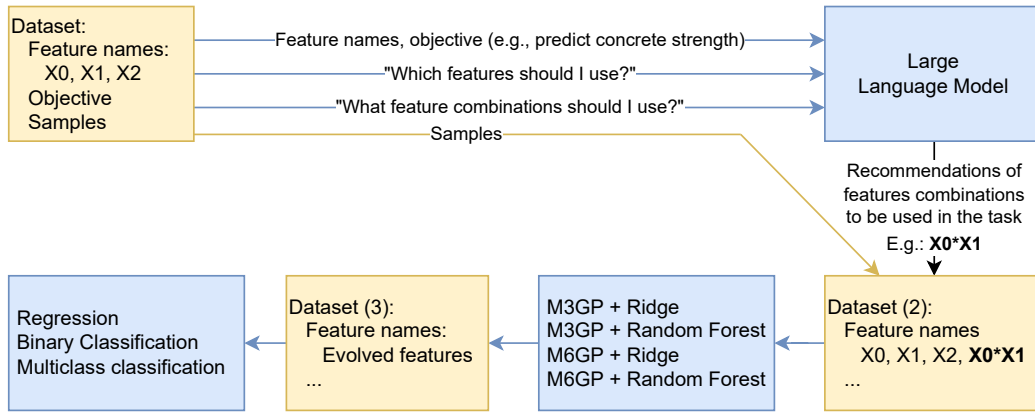 Dataset:
Feature names:
X0, X1, X2
Objective
Samples
Feature names, objective (e.g., predict concrete strength)
"Which features should I use?"
"What feature combinations should I use?"
Samples
Large
Language Model
Recommendations of
features combinations
to be used in the task
E.g.: X0*X1
Regression
Binary Classification
Multiclass classification
Dataset (3):
Feature names:
Evolved features
...
M3GP + Ridge
M3GP + Random Forest
M6GP + Ridge
M6GP + Random Forest
Dataset (2):
Feature names
X0, X1, X2, X0*X1
...